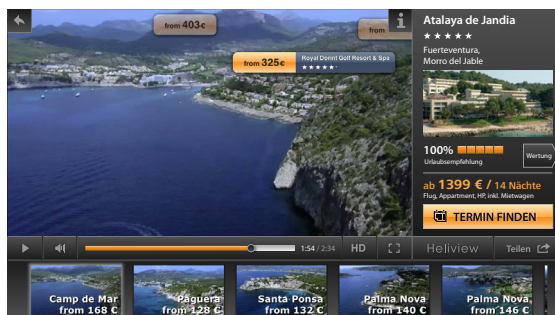 from 403€
from
from 325€
Royal Dormt Golf Resort & Spa
Atalaya de Jandia
Fuerteventura,
Morro del Jable
100%
Urlaubsempfehlung
Wertung
ab 1399 € / 14 Nächte
Flug, Appartment, HP, inkl. Mietwagen
TERMIN FINDEN
1:54 / 2:34
HD
Heliview
Teilen
Camp de Mar
from 168 €
Paguera
from 128 €
Santa Ponsa
from 132 €
Palma Nova
from 140 €
Palma Nova
from 146 €